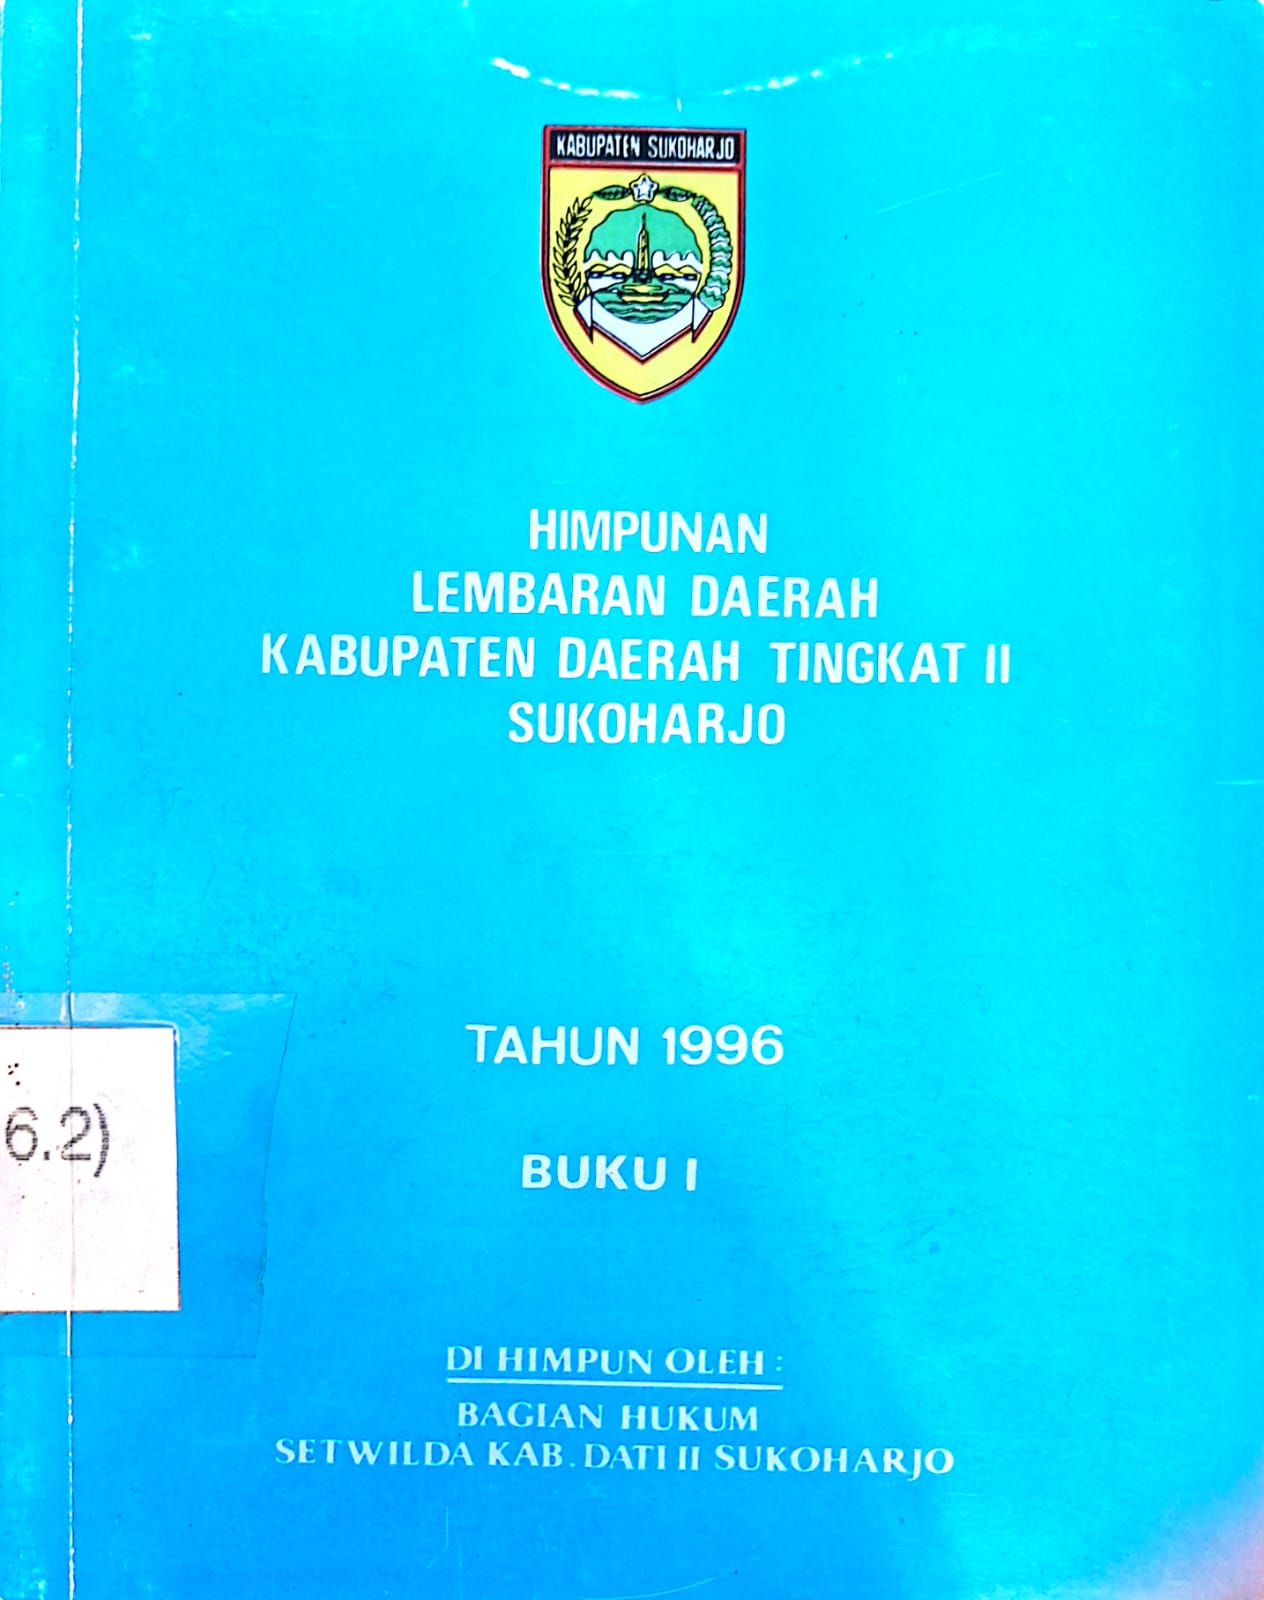 KABUPATEN SUKOHARJO
HIMPUNAN
LEMBARAN DAERAH
KABUPATEN DAERAH TINGKAT II
SUKOHARJO
TAHUN 1996
6.2)
BUKU I
DI HIMPUN OLEH :
BAGIAN HUKUM
SETWILDA KAB. DATI II SUKOHARJO